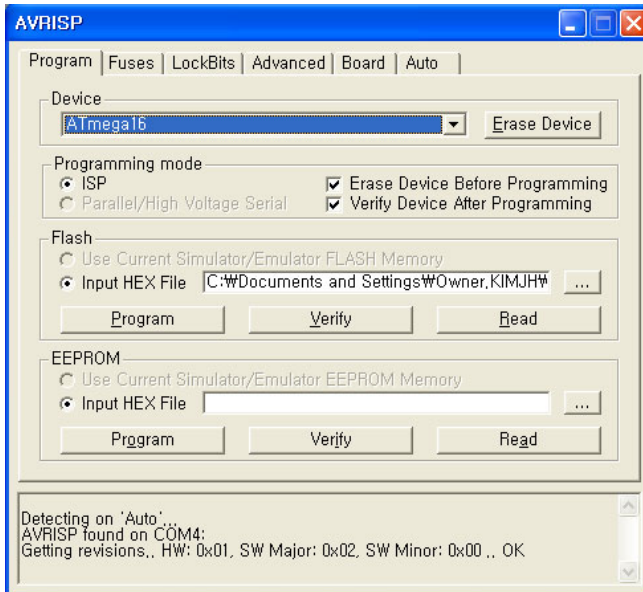 AVRISP
Program Fuses LockBits Advanced Board Auto
Device
ATmega16 Erase Device
Programming mode
ISP Erase Device Before Programming
Parallel/High Voltage Serial Verify Device After Programming
Flash
Use Current Simulator/Emulator FLASH Memory
Input HEX File C:₩Documents and Settings₩Owner.KIMJH₩ ...
Program Verify Read
EEPROM
Use Current Simulator/Emulator EEPROM Memory
Input HEX File ...
Program Verify Read
Detecting on 'Auto'...
AVRISP found on COM4:
Getting revisions.. HW: 0x01, SW Major: 0x02, SW Minor: 0x00 .. OK